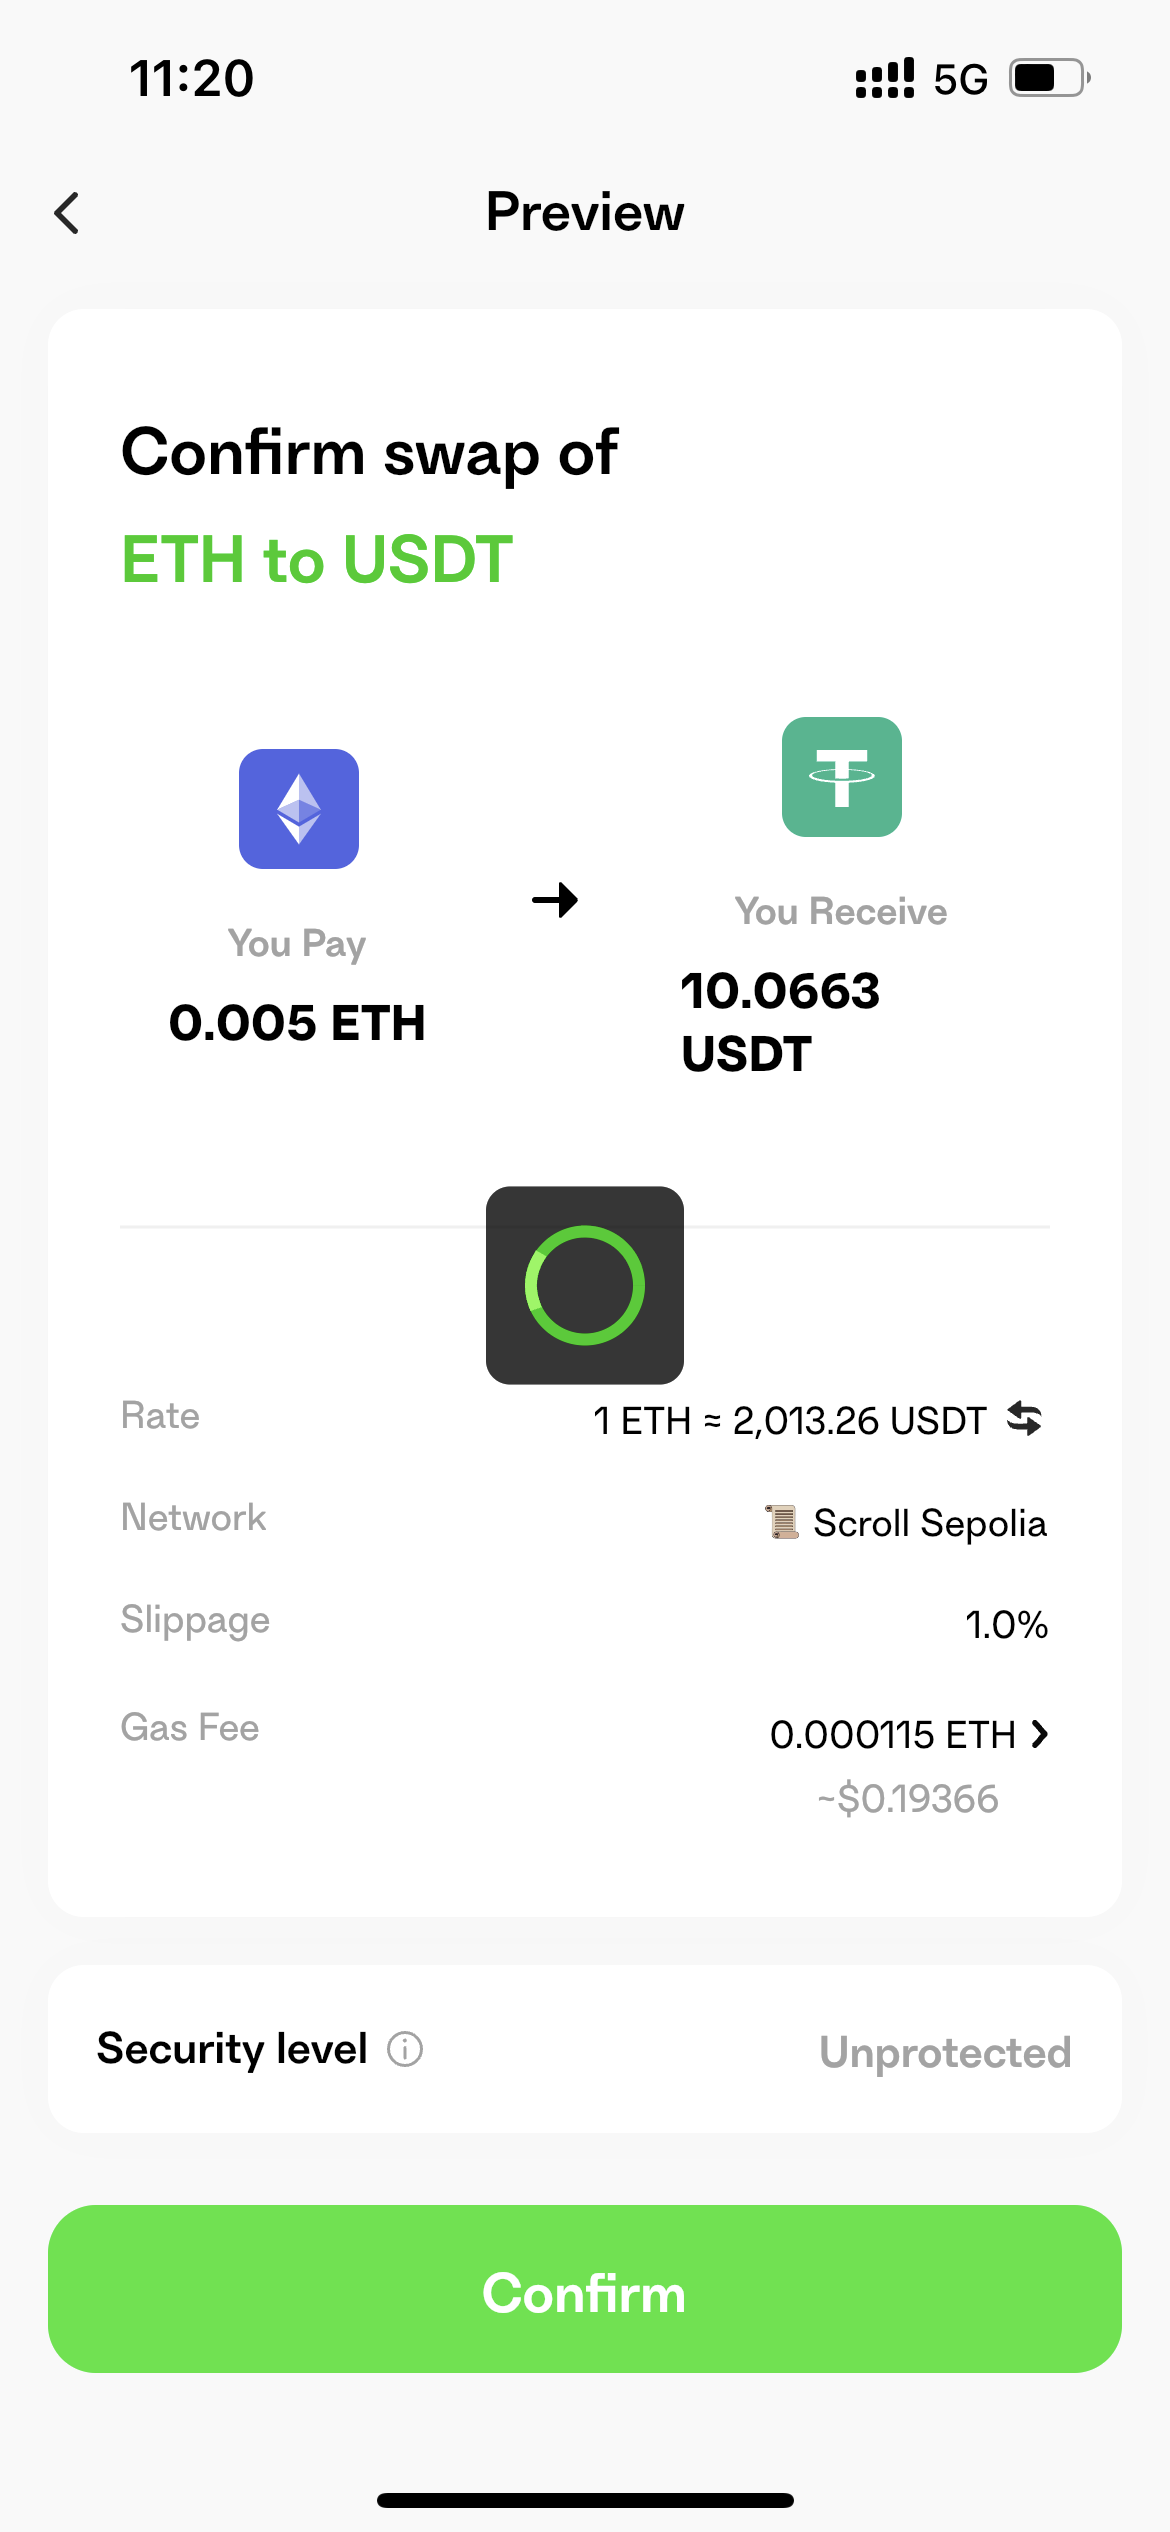 11:20
5G
Preview
Confirm swap of
ETH to USDT
You Pay
0.005 ETH
You Receive
10.0663
USDT
Rate
1 ETH ≈ 2,013.26 USDT
Network
Scroll Sepolia
Slippage
1.0%
Gas Fee
0.000115 ETH
~$0.19366
Security level
Unprotected
Confirm